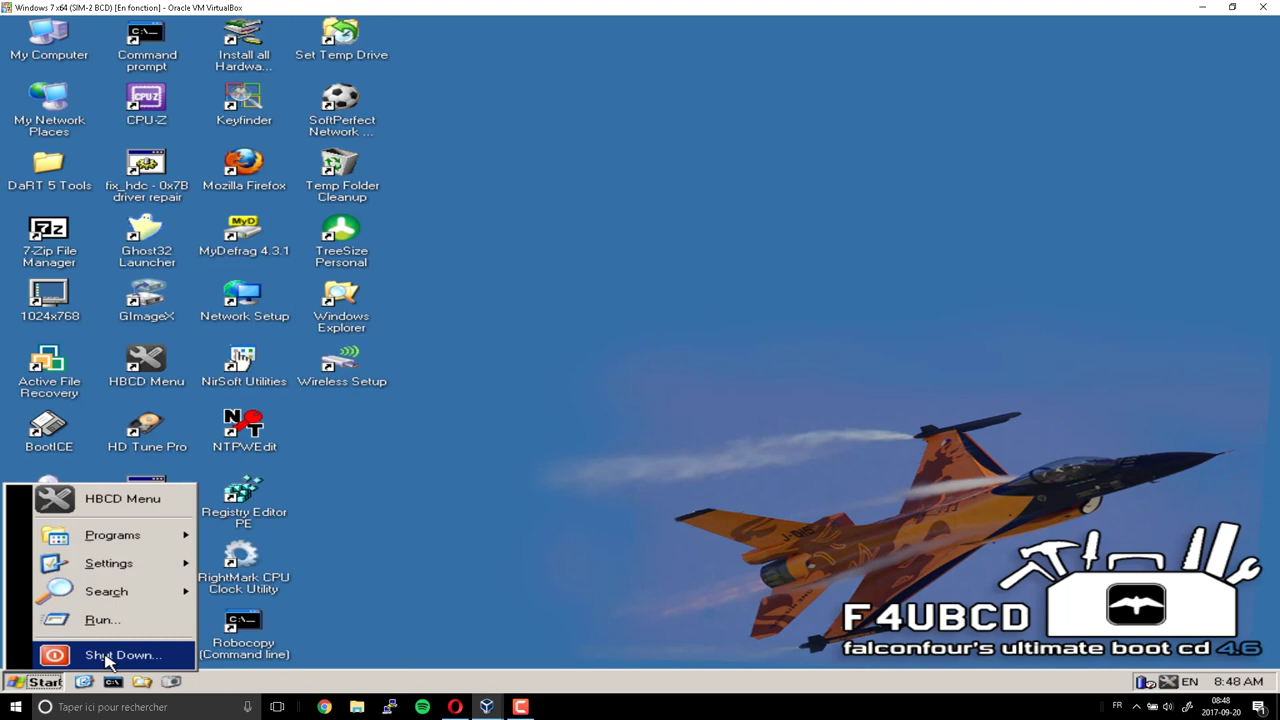 Windows 7 x64 (SIM-2 BCD) [En fonction] - Oracle VM VirtualBox
My Computer
Command
prompt
Install all
Hardwa...
Set Temp Drive
My Network
Places
CPU-Z
CPU-Z
Keyfinder
SoftPerfect
Network ...
DaRT 5 Tools
fix_hdc - 0x7B
driver repair
Mozilla Firefox
Temp Folder
Cleanup
7z
7-Zip File
Manager
Ghost32
Launcher
MyD
MyDefrag 4.3.1
TreeSize
Personal
1024x768
GImageX
Network Setup
Windows
Explorer
Active File
Recovery
HBCD Menu
NirSoft Utilities
Wireless Setup
BootICE
HD Tune Pro
NTPWEdit
Registry Editor
PE
RightMark CPU
Clock Utility
Robocopy
(Command line)
HBCD Menu
Programs
Settings
Search
Run...
Shut Down...
J-015
F4UBCD
falconfour's ultimate boot cd 4.6
Start
EN
8:48 AM
Taper ici pour rechercher
FR
08:48
2017-09-20
1